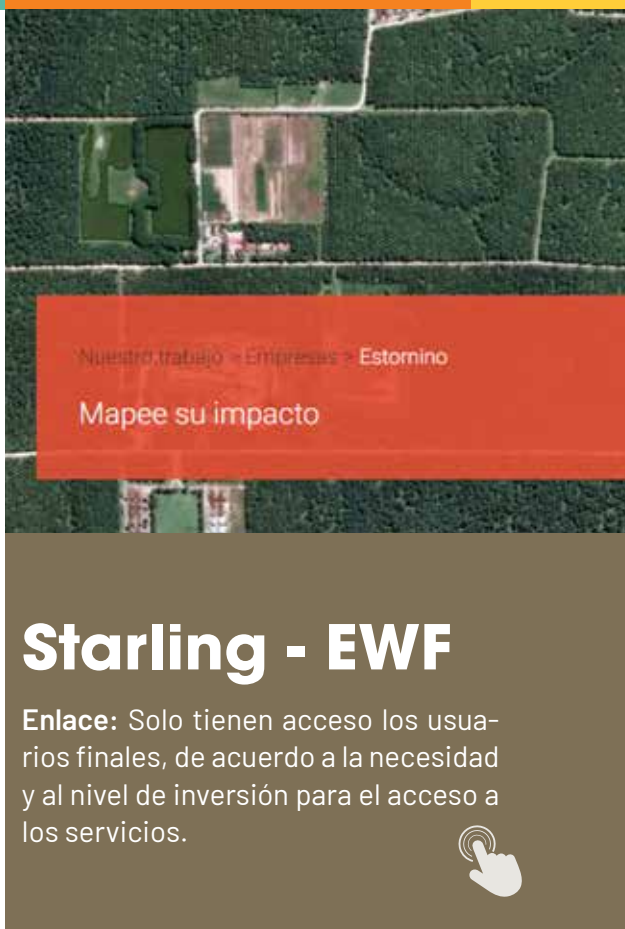 Nuestro trabajo > Empresas > Estornino
Mapee su impacto
Starling - EWF
Enlace: Solo tienen acceso los usua-
rios finales, de acuerdo a la necesidad
y al nivel de inversión para el acceso a
los servicios.